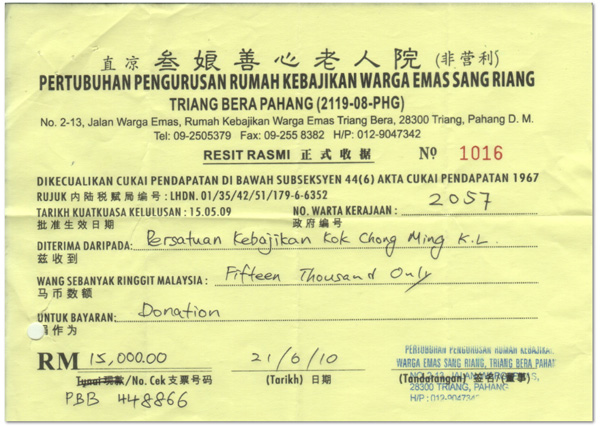 直凉 叁娘善心老人院 (非营利)
PERTUBUHAN PENGURUSAN RUMAH KEBAJIKAN WARGA EMAS SANG RIANG
TRIANG BERA PAHANG (2119-08-PHG)
No. 2-13, Jalan Warga Emas, Rumah Kebajikan Warga Emas Triang Bera, 28300 Triang, Pahang D. M.
Tel: 09-2505379 Fax: 09-255 8382 H/P: 012-9047342
RESIT RASMI 正式收据 Nº 1016
DIKECUALIKAN CUKAI PENDAPATAN DI BAWAH SUBSEKSYEN 44(6) AKTA CUKAI PENDAPATAN 1967
RUJUK 内陆税赋局编号 : LHDN. 01/35/42/51/179-6-6352
TARIKH KUATKUASA KELULUSAN : 15.05.09 NO. WARTA KERAJAAN : 2057
批准生效日期 政府编号
DITERIMA DARIPADA: Persatuan Kebajikan Kok Chong Ming K.L.
兹收到
WANG SEBANYAK RINGGIT MALAYSIA : Fifteen Thousand Only
马币数额
UNTUK BAYARAN: Donation
作为
RM 15,000.00 21/6/10
PERTUBUHAN PENGURUSAN RUMAH KEBAJIKAN
WARGA EMAS SANG RIANG, TRIANG BERA
Tunai 现款/No. Cek 支票号码 (Tarikh) 日期 (Tandatangan) 签名/(董事)
NO. 2-13, JALAN WARGA EMAS,
28300 TRIANG, PAHANG
PBB 448866
H/P : 012-904734